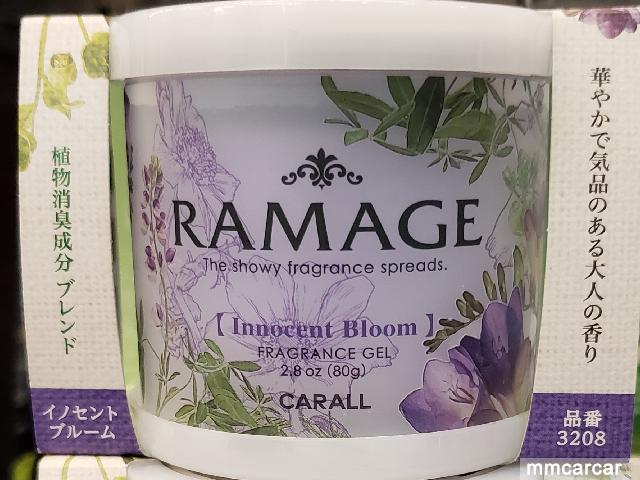 植物消臭成分 ブレンド
イノセント
ブルーム
RAMAGE
The showy fragrance spreads.
【 Innocent Bloom 】
FRAGRANCE GEL
2.8 oz (80g)
CARALL
華やかで気品のある大人の香り
品番
3208
mmcarcar